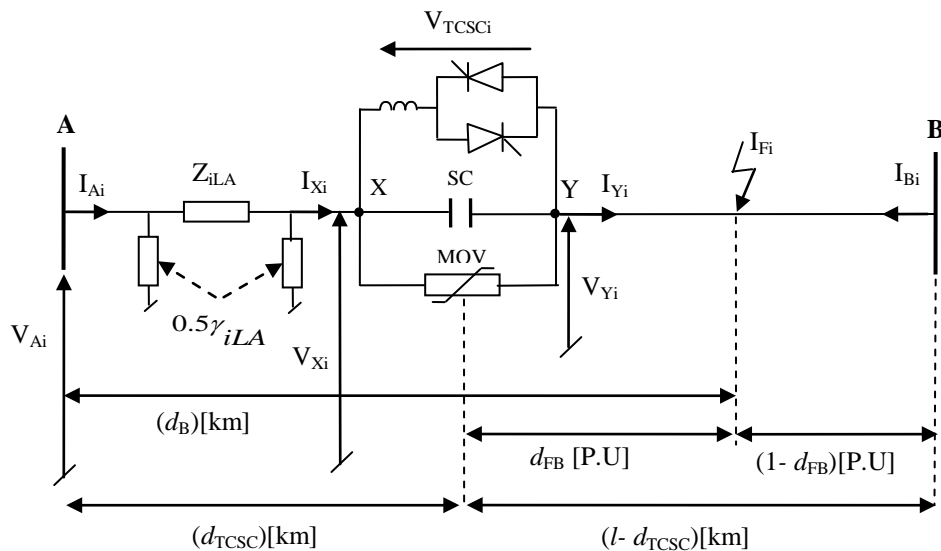 V_TCSCi
A
B
I_Ai
Z_iLA
I_Xi
X
SC
Y
I_Yi
I_Fi
I_Bi
MOV
V_Ai
0.5γ_iLA
V_Xi
V_Yi
(d_B)[km]
d_FB [P.U]
(1- d_FB)[P.U]
(d_TCSC)[km]
(l- d_TCSC)[km]